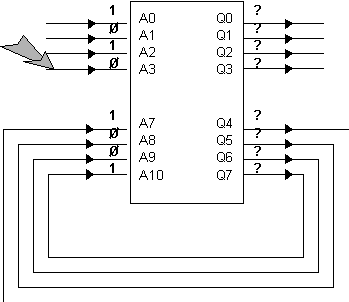 1 A0 Q0 ?
Ø A1 Q1 ?
1 A2 Q2 ?
Ø A3 Q3 ?
1 A7 Q4 ?
Ø A8 Q5 ?
Ø A9 Q6 ?
1 A10 Q7 ?